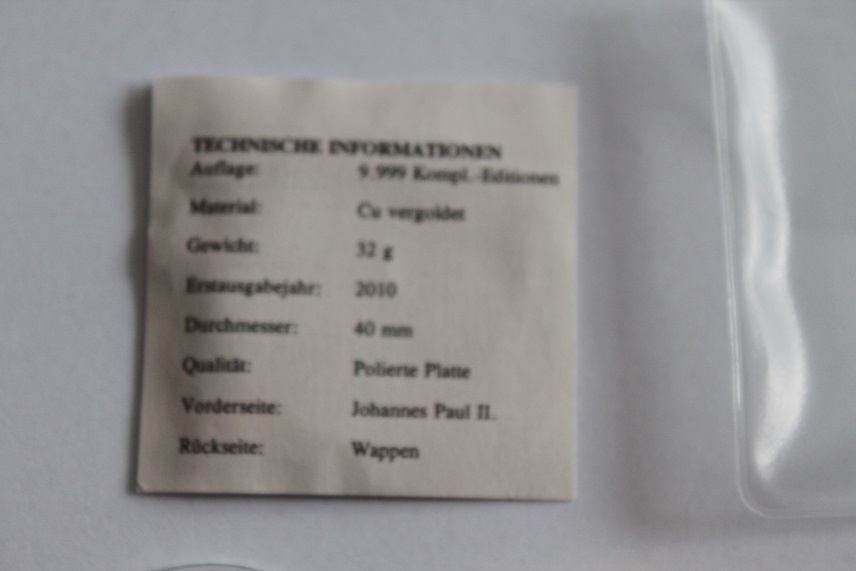 TECHNISCHE INFORMATIONEN
Auflage: 9.999 Kompl.-Editionen
Material: Cu vergoldet
Gewicht: 32 g
Erstausgabejahr: 2010
Durchmesser: 40 mm
Qualität: Polierte Platte
Vorderseite: Johannes Paul II.
Rückseite: Wappen